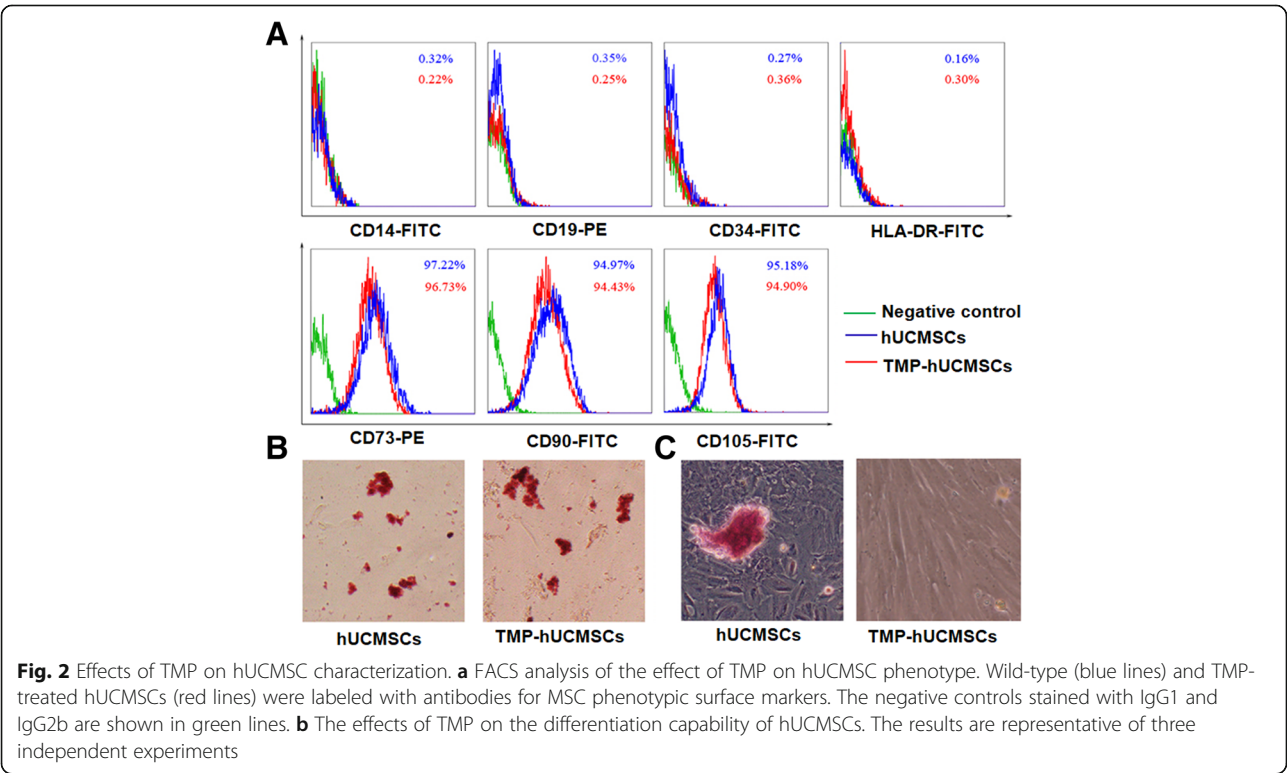 A
0.32%
0.22%
0.35%
0.25%
0.27%
0.36%
0.16%
0.30%
CD14-FITC
CD19-PE
CD34-FITC
HLA-DR-FITC
97.22%
96.73%
94.97%
94.43%
95.18%
94.90%
Negative control
hUCMSCs
TMP-hUCMSCs
CD73-PE
CD90-FITC
CD105-FITC
B
C
hUCMSCs
TMP-hUCMSCs
hUCMSCs
TMP-hUCMSCs
Fig. 2 Effects of TMP on hUCMSC characterization. a FACS analysis of the effect of TMP on hUCMSC phenotype. Wild-type (blue lines) and TMP-
treated hUCMSCs (red lines) were labeled with antibodies for MSC phenotypic surface markers. The negative controls stained with IgG1 and
IgG2b are shown in green lines. b The effects of TMP on the differentiation capability of hUCMSCs. The results are representative of three
independent experiments